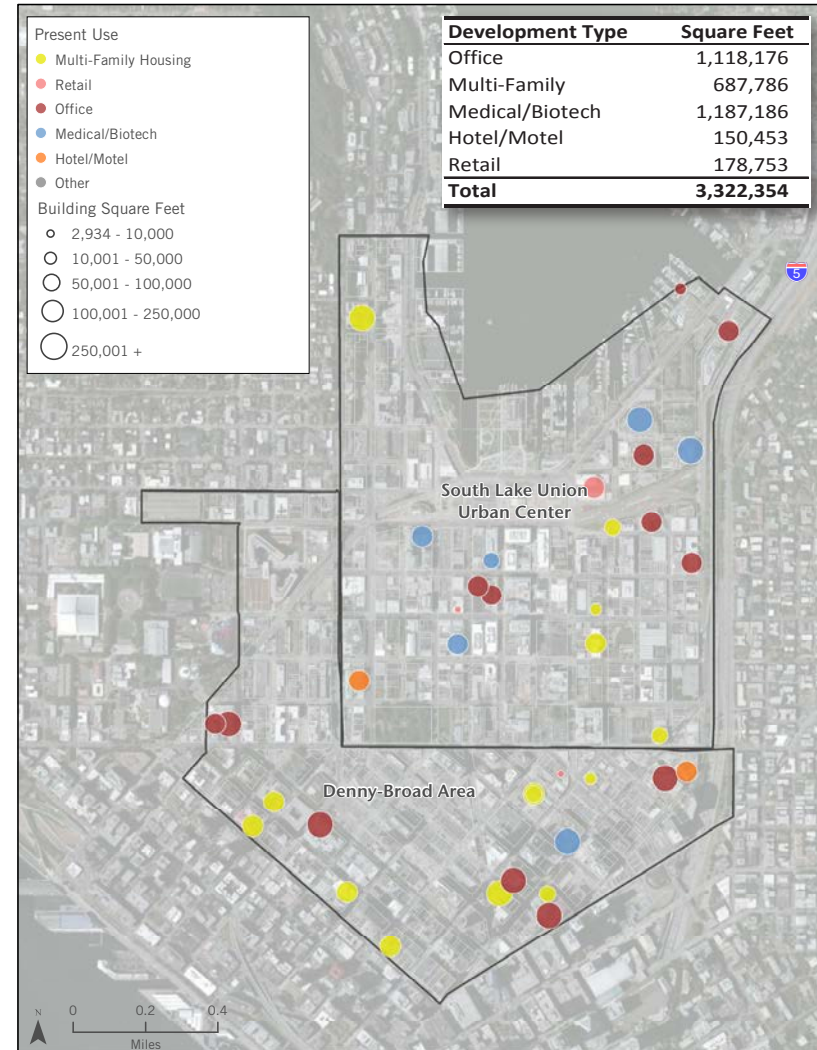 Present Use
Multi-Family Housing
Retail
Office
Medical/Biotech
Hotel/Motel
Other
Building Square Feet
2,934 - 10,000
10,001 - 50,000
50,001 - 100,000
100,001 - 250,000
250,001 +
Development Type Square Feet
Office 1,118,176
Multi-Family 687,786
Medical/Biotech 1,187,186
Hotel/Motel 150,453
Retail 178,753
Total 3,322,354
5
South Lake Union
Urban Center
Denny-Broad Area
N
0 0.2 0.4
Miles